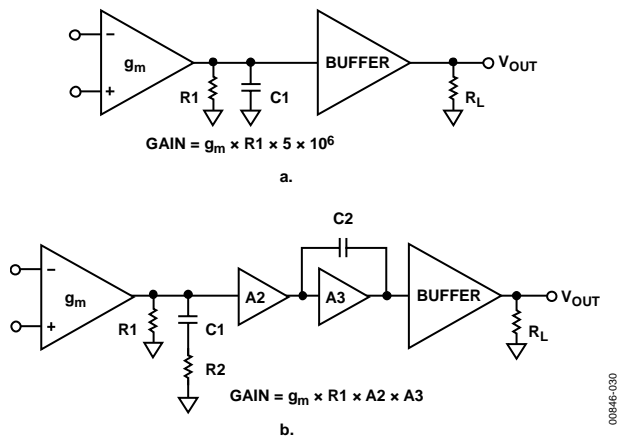 −
gm
+
R1
C1
BUFFER
VOUT
RL
GAIN = gm × R1 × 5 × 10⁶
a.
C2
−
gm
+
R1
C1
R2
A2
A3
BUFFER
VOUT
RL
GAIN = gm × R1 × A2 × A3
b.
00846-030